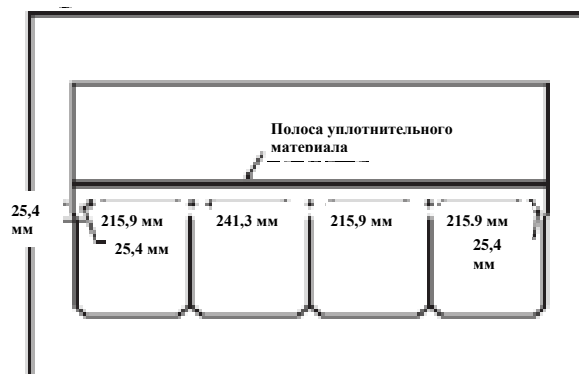 Полоса уплотнительного
материала
25,4
мм
215,9 мм
241,3 мм
215,9 мм
215.9 мм
25,4 мм
25,4
мм